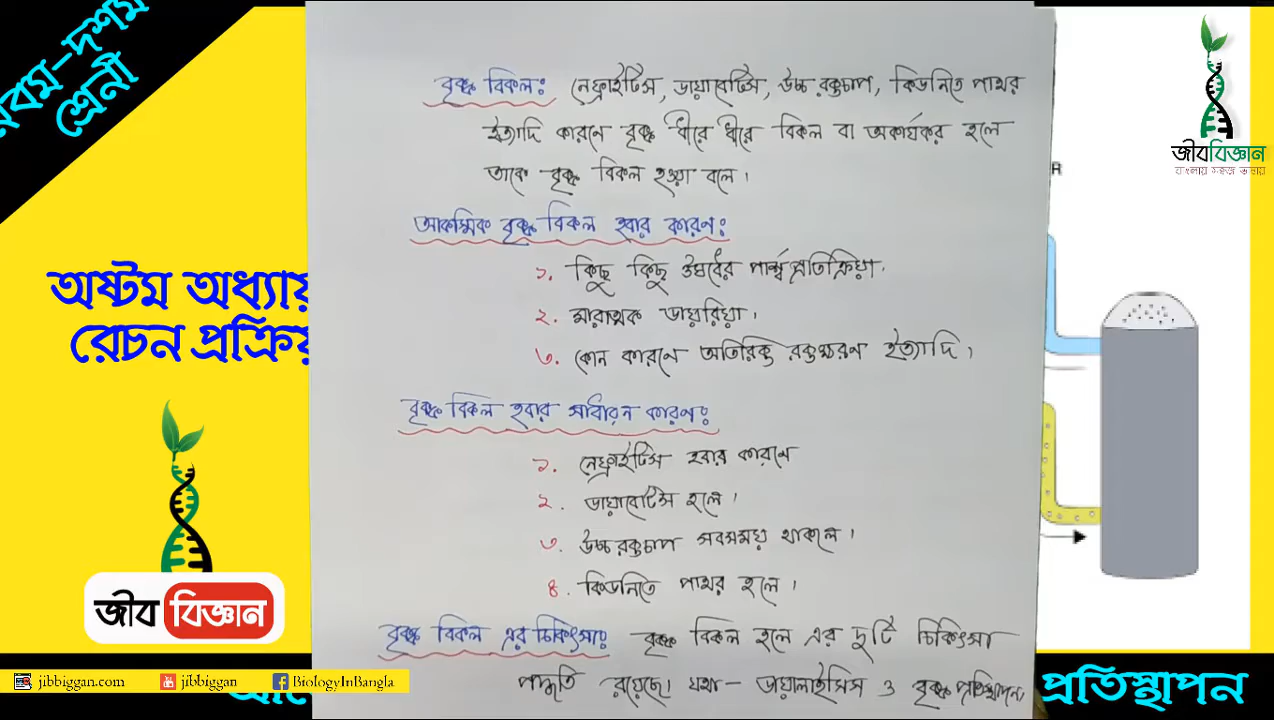 নবম-দশম
শ্রেনী
অষ্টম অধ্যায়
রেচন প্রক্রিয়
জীব বিজ্ঞান
বৃক্ক বিকলঃ নেফ্রাইটিস, ডায়াবেটিস, উচ্চ রক্তচাপ, কিডনিতে পাথর
ইত্যাদি কারণে বৃক্ক ধীরে ধীরে বিকল বা অকার্যকর হলে
তাকে বৃক্ক বিকল হওয়া বলে।
আকস্মিক বৃক্ক বিকল হবার কারণঃ
১. কিছু কিছু ঔষধের পার্শ্বপ্রতিক্রিয়া.
২. মারাত্মক ডায়রিয়া।
৩. কোন কারণে অতিরিক্ত রক্তক্ষরণ ইত্যাদি।
বৃক্ক বিকল হবার সাধারন কারণঃ
১. নেফ্রাইটিস হবার কারণে
২. ডায়াবেটিস হলে।
৩. উচ্চ রক্তচাপ সবসময় থাকলে।
৪. কিডনিতে পাথর হলে।
বৃক্ক বিকল এর চিকিৎসাঃ বৃক্ক বিকল হলে এর দুটি চিকিৎসা
পদ্ধতি রয়েছে। যথা- ডায়ালাইসিস ও বৃক্ক প্রতিস্থাপন।
জীববিজ্ঞান
বাংলায় সহজ ভাষায়
R
jibbiggan.com jibbiggan BiologyInBangla
প্রতিস্থাপন